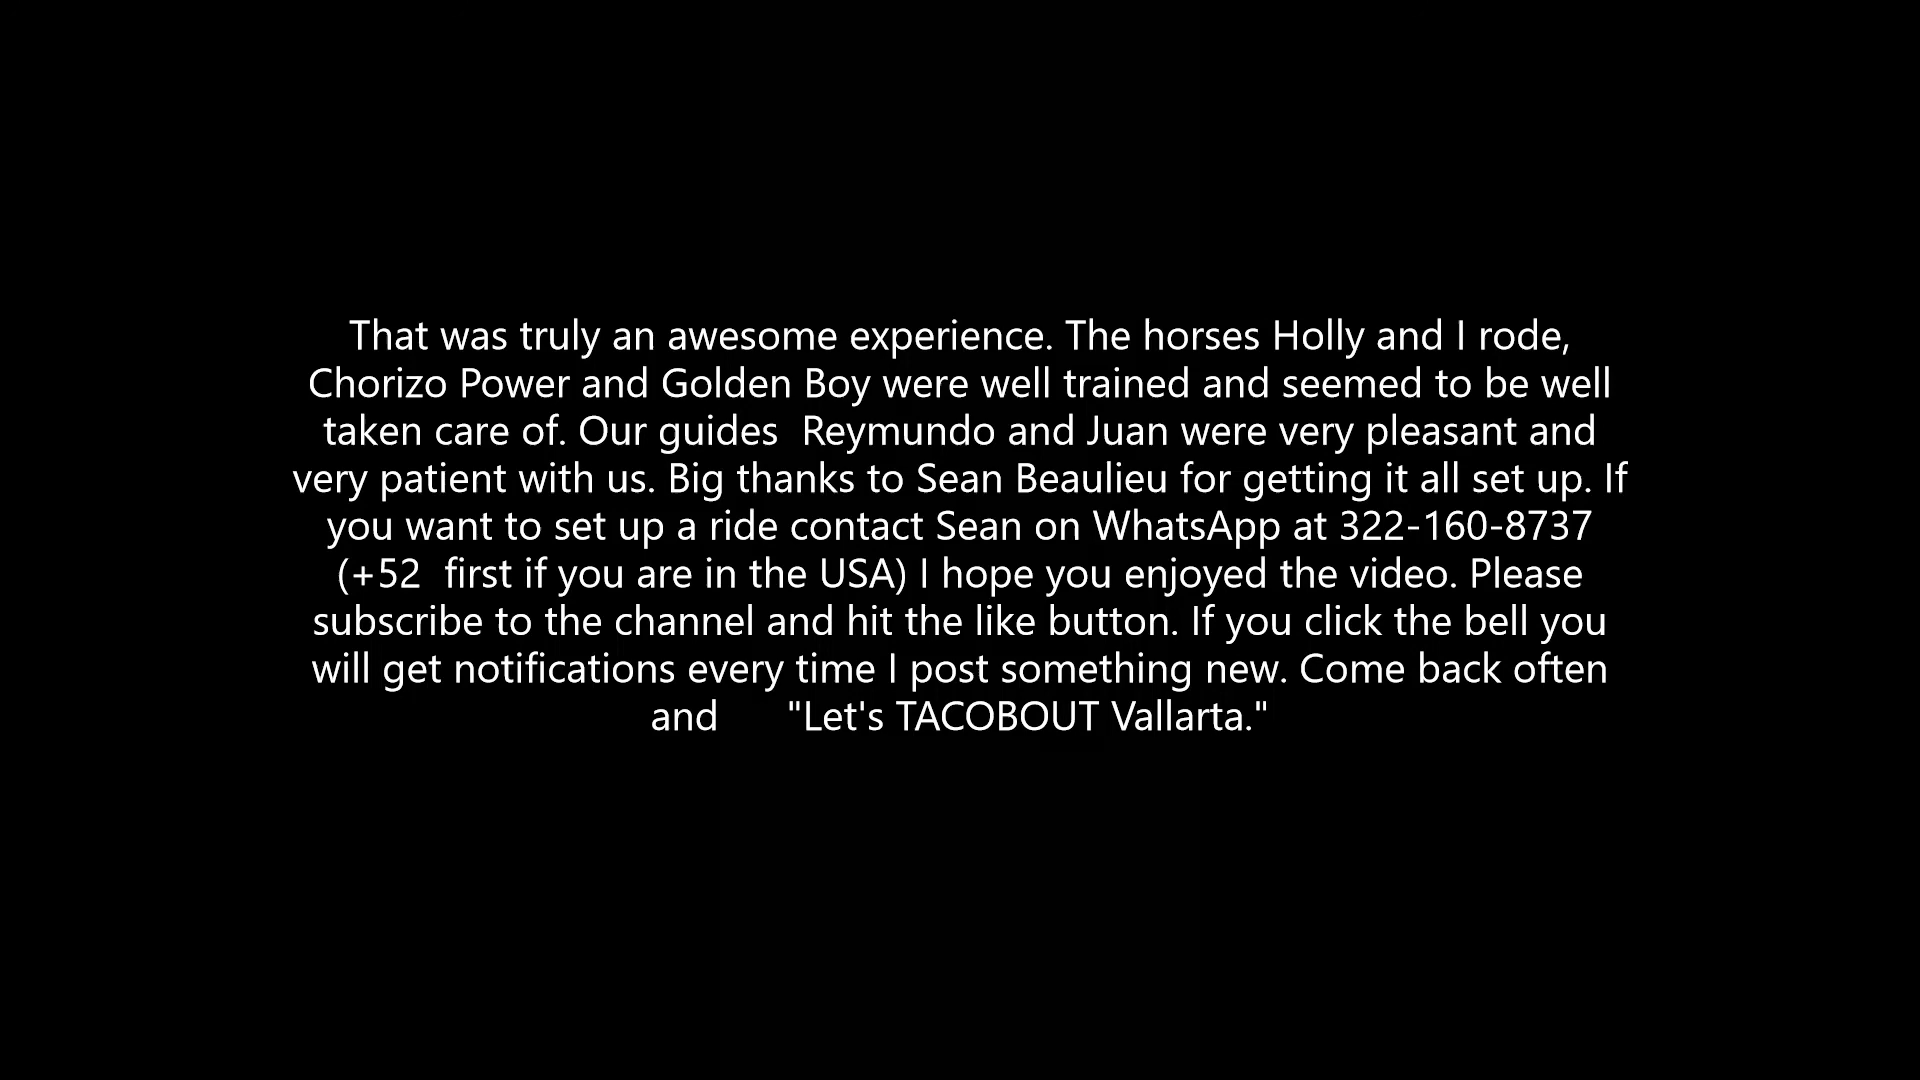 That was truly an awesome experience. The horses Holly and I rode,
Chorizo Power and Golden Boy were well trained and seemed to be well
taken care of. Our guides  Reymundo and Juan were very pleasant and
very patient with us. Big thanks to Sean Beaulieu for getting it all set up. If
you want to set up a ride contact Sean on WhatsApp at 322-160-8737
(+52  first if you are in the USA) I hope you enjoyed the video. Please
subscribe to the channel and hit the like button. If you click the bell you
will get notifications every time I post something new. Come back often
and      "Let's TACOBOUT Vallarta."